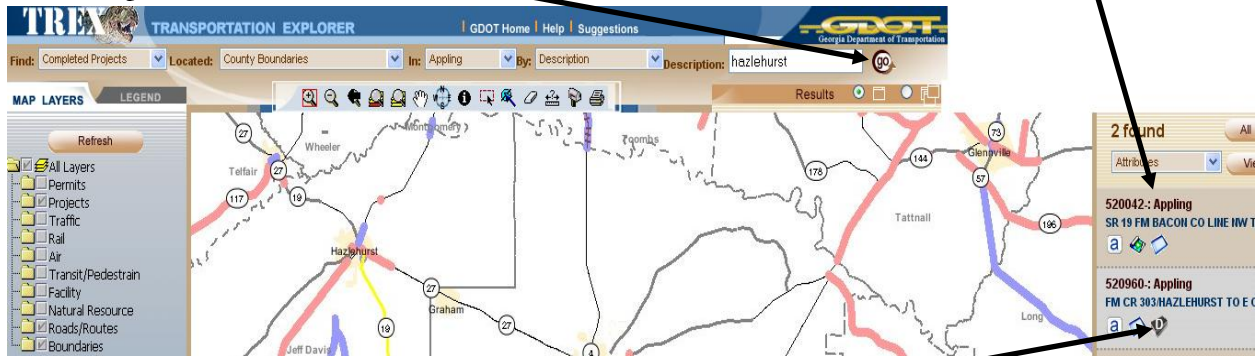 TREX TRANSPORTATION EXPLORER GDOT Home Help Suggestions GDOT
Georgia Department of Transportation
Find: Completed Projects Located: County Boundaries In: Appling By: Description Description: hazlehurst go
MAP LAYERS LEGEND
Results
Refresh
All Layers
Permits
Projects
Traffic
Rail
Air
Transit/Pedestrain
Facility
Natural Resource
Roads/Routes
Boundaries
27
Wheeler
Montgomery
Toombs
73
Glennville
Telfair
27
144
178
57
117
19
Tattnall
196
Hazlehurst
27
Graham
19
27
Long
Jeff Davis
4
2 found All
Attributes
520042-: Appling
SR 19 FM BACON CO LINE NW T
a
520960-: Appling
FM CR 303/HAZLEHURST TO E
a D